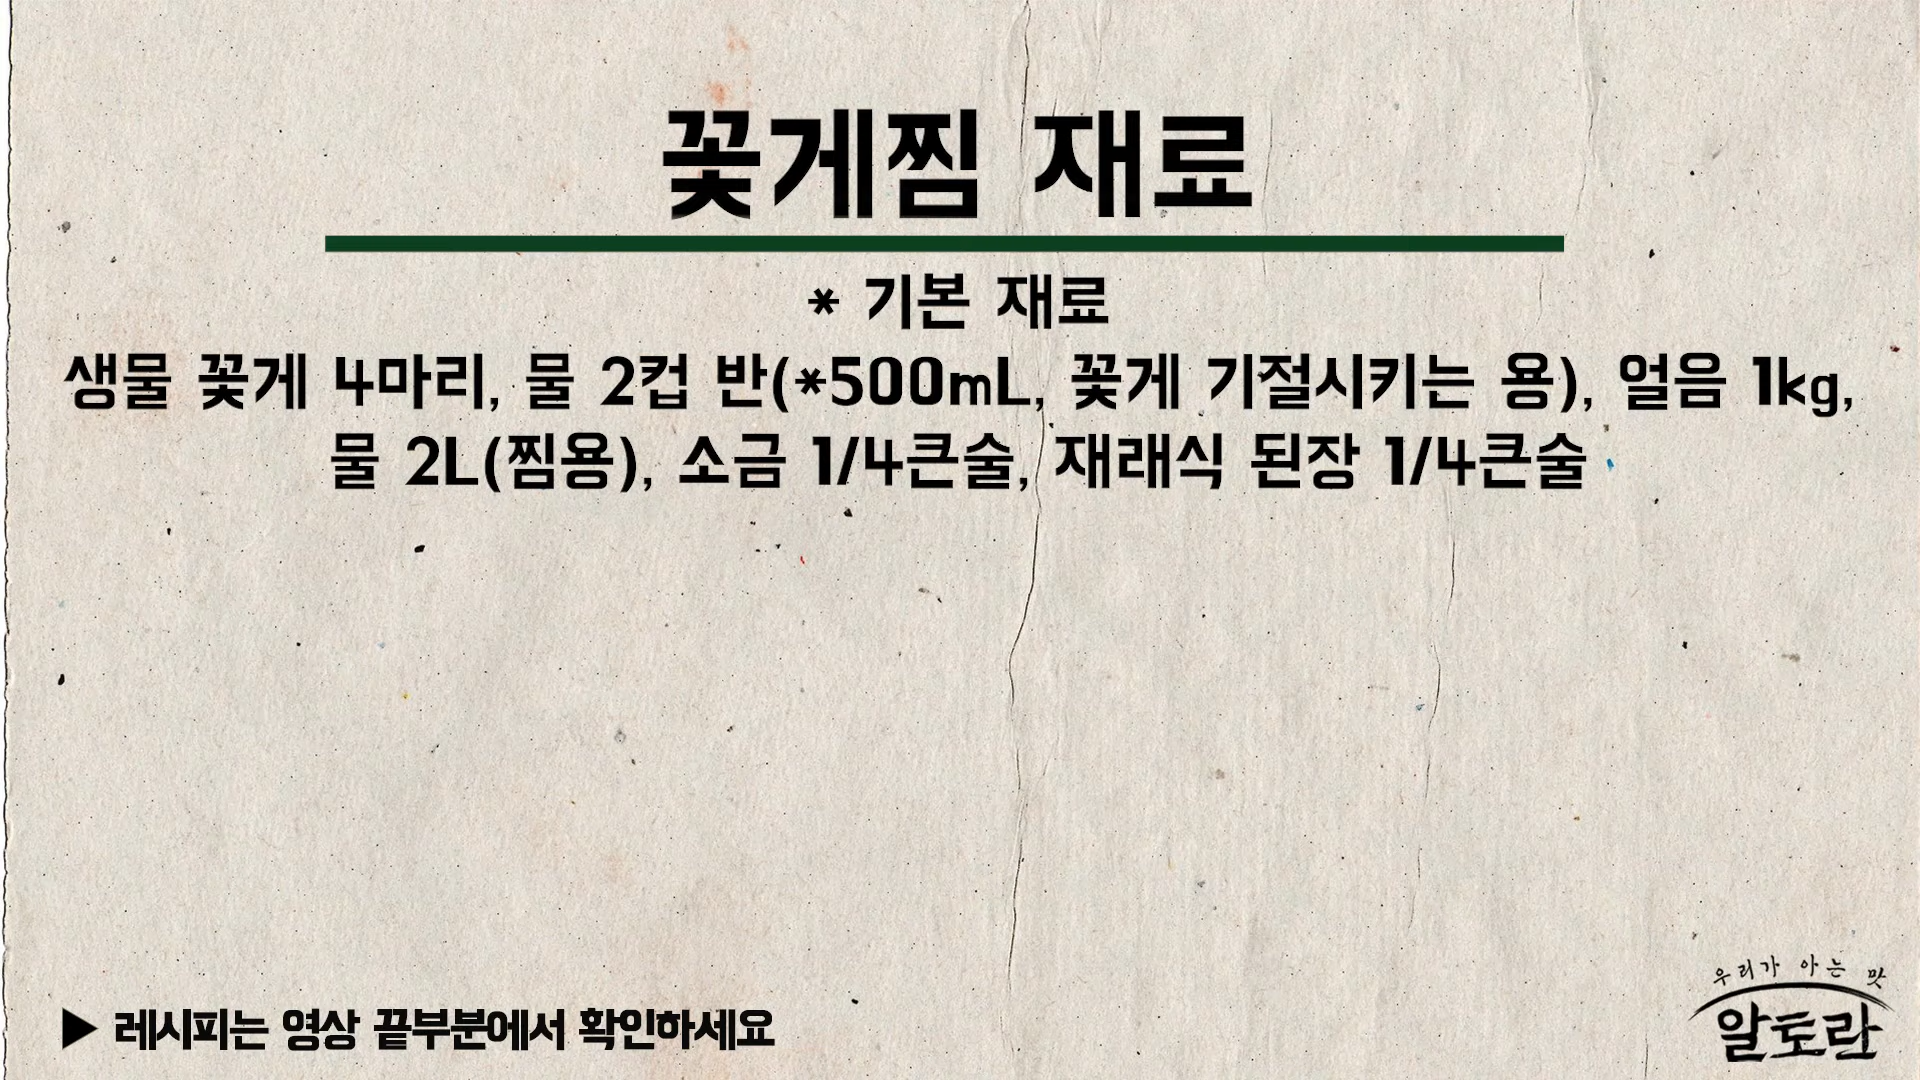 꽃게찜 재료
* 기본 재료
생물 꽃게 4마리, 물 2컵 반(*500mL, 꽃게 기절시키는 용), 얼음 1kg,
물 2L(찜용), 소금 1/4큰술, 재래식 된장 1/4큰술
▶ 레시피는 영상 끝부분에서 확인하세요
우리가 아는 맛
알토란